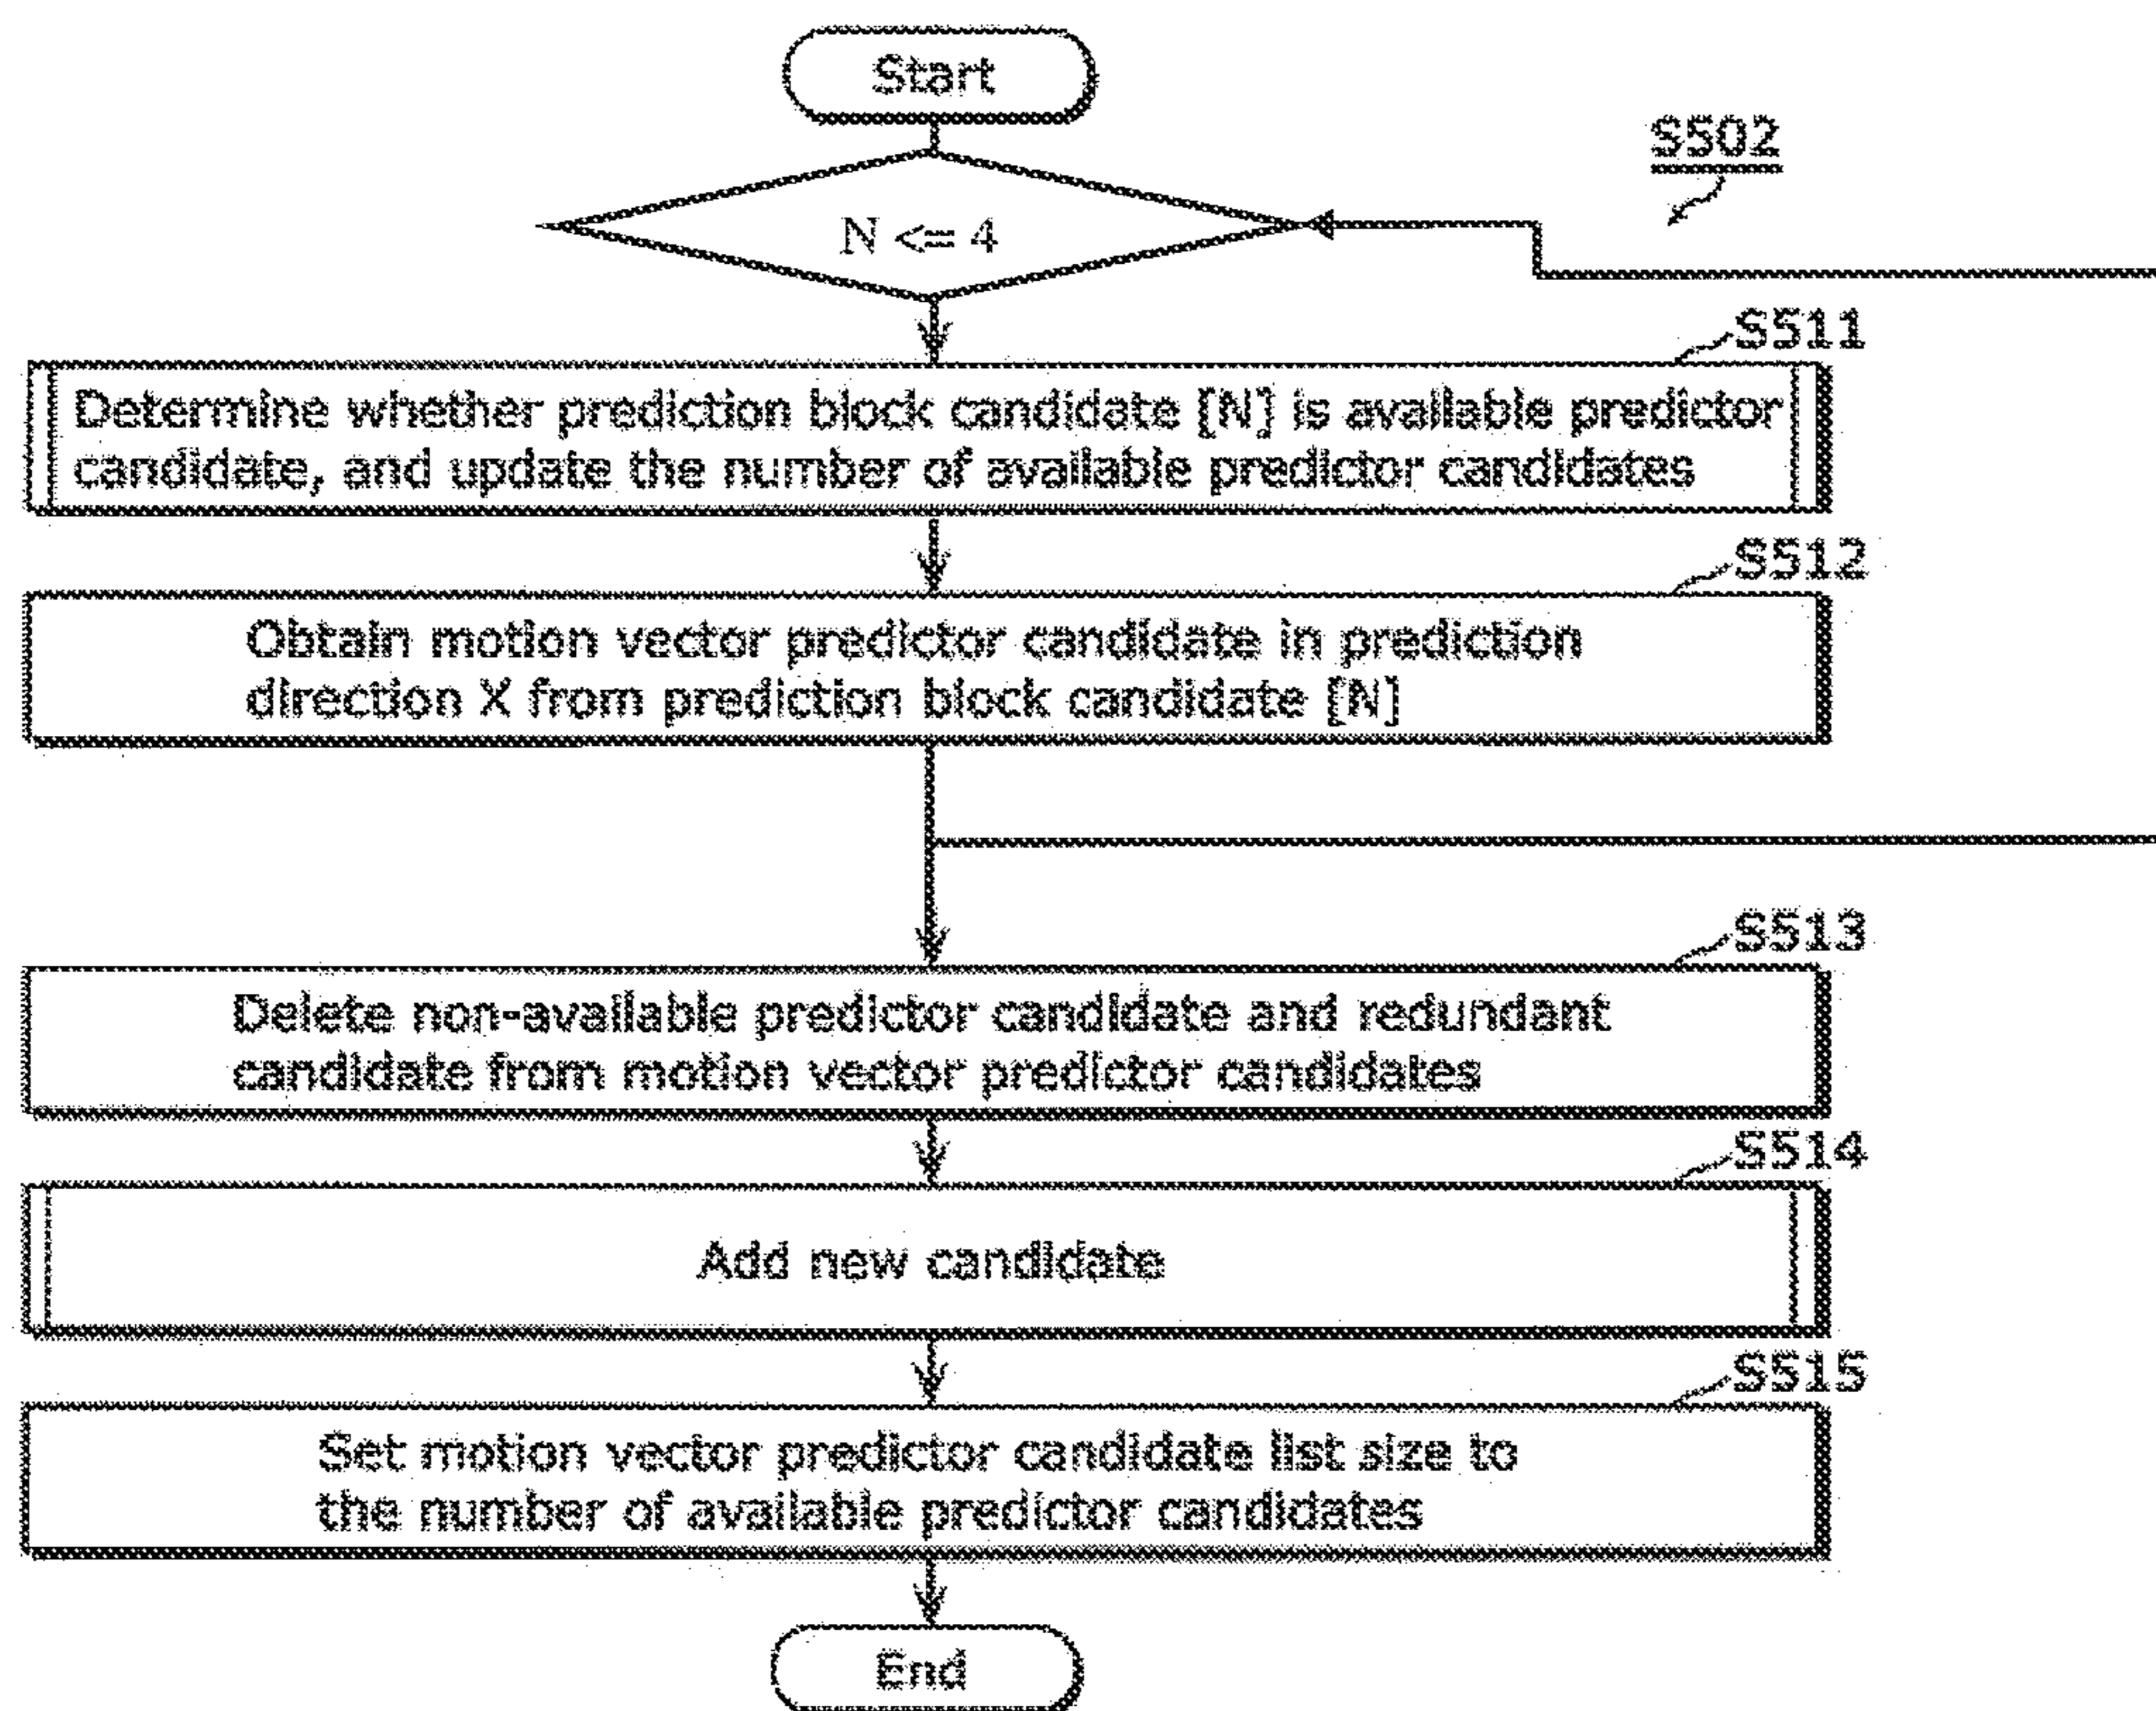 Start
S502
N <= 4
S511
Determine whether prediction block candidate [N] is available predictor
candidate, and update the number of available predictor candidates
S512
Obtain motion vector predictor candidate in prediction
direction X from prediction block candidate [N]
S513
Delete non-available predictor candidate and redundant
candidate from motion vector predictor candidates
S514
Add new candidate
S515
Set motion vector predictor candidate list size to
the number of available predictor candidates
End